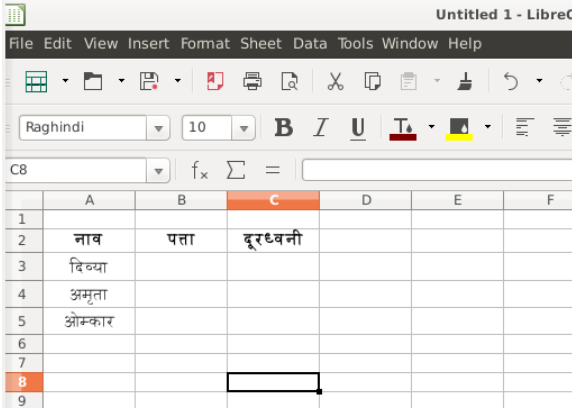 Untitled 1 - LibreO
File Edit View Insert Format Sheet Data Tools Window Help
Raghindi 10 B I U
C8 fx Σ =
A B C D E F
1
2 नाव पत्ता दूरध्वनी
3 दिव्या
4 अमृता
5 ओम्कार
6
7
8
9